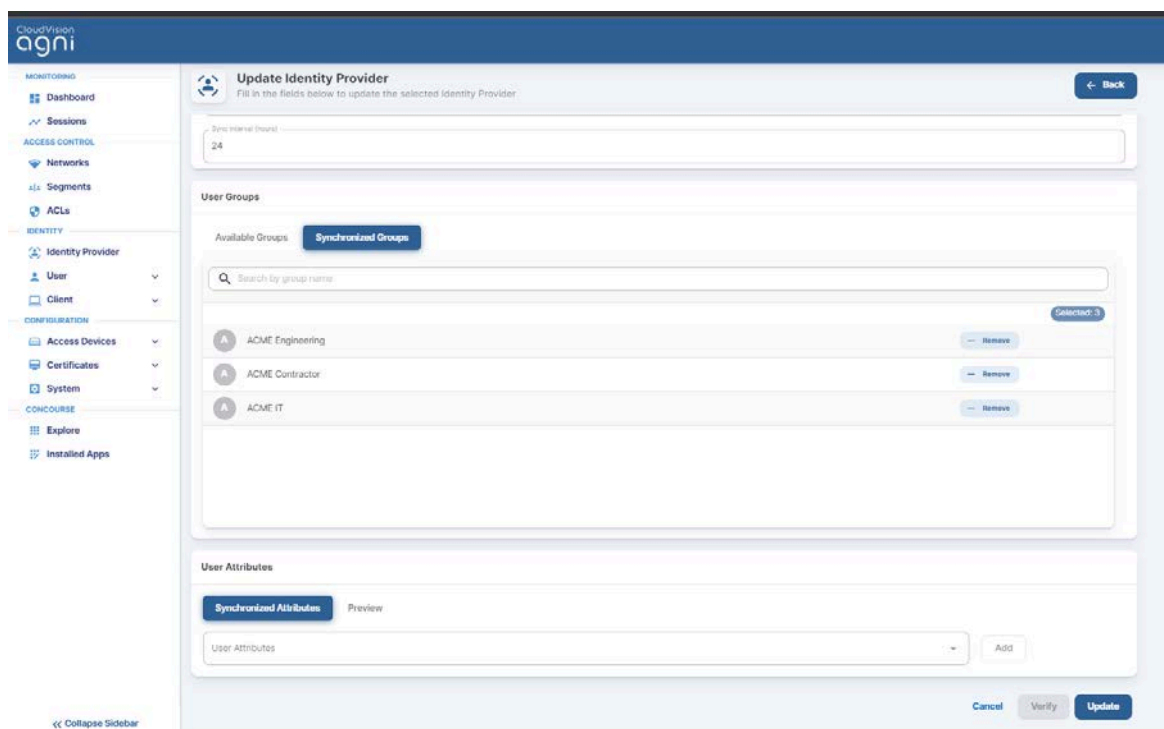 CloudVision
agni
MONITORING
Dashboard
Sessions
ACCESS CONTROL
Networks
Segments
ACLs
IDENTITY
Identity Provider
User
Client
CONFIGURATION
Access Devices
Certificates
System
CONCOURSE
Explore
Installed Apps
<< Collapse Sidebar
Update Identity Provider
Fill in the fields below to update the selected Identity Provider
← Back
Sync Interval (hours)
24
User Groups
Available Groups Synchronized Groups
Search by group name
Selected: 3
A ACME Engineering — Remove
A ACME Contractor — Remove
A ACME IT — Remove
User Attributes
Synchronized Attributes Preview
User Attributes Add
Cancel Verify Update